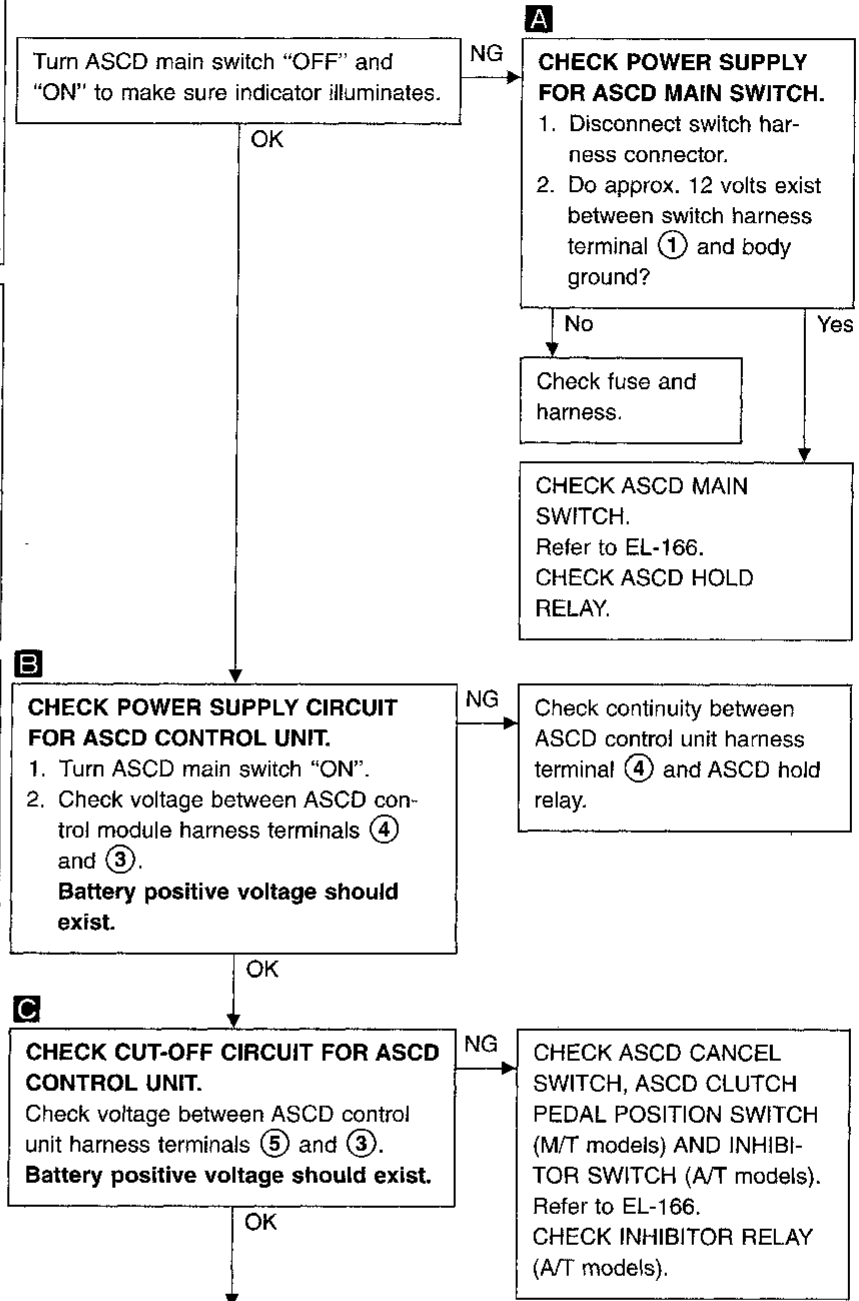 A
Turn ASCD main switch “OFF” and
“ON” to make sure indicator illuminates.
NG
CHECK POWER SUPPLY
FOR ASCD MAIN SWITCH.
1. Disconnect switch har-
ness connector.
2. Do approx. 12 volts exist
between switch harness
terminal ① and body
ground?
OK
No
Yes
Check fuse and
harness.
CHECK ASCD MAIN
SWITCH.
Refer to EL-166.
CHECK ASCD HOLD
RELAY.
B
CHECK POWER SUPPLY CIRCUIT
FOR ASCD CONTROL UNIT.
1. Turn ASCD main switch “ON”.
2. Check voltage between ASCD con-
trol module harness terminals ④
and ③.
Battery positive voltage should
exist.
NG
Check continuity between
ASCD control unit harness
terminal ④ and ASCD hold
relay.
OK
C
CHECK CUT-OFF CIRCUIT FOR ASCD
CONTROL UNIT.
Check voltage between ASCD control
unit harness terminals ⑤ and ③.
Battery positive voltage should exist.
NG
CHECK ASCD CANCEL
SWITCH, ASCD CLUTCH
PEDAL POSITION SWITCH
(M/T models) AND INHIBI-
TOR SWITCH (A/T models).
Refer to EL-166.
CHECK INHIBITOR RELAY
(A/T models).
OK